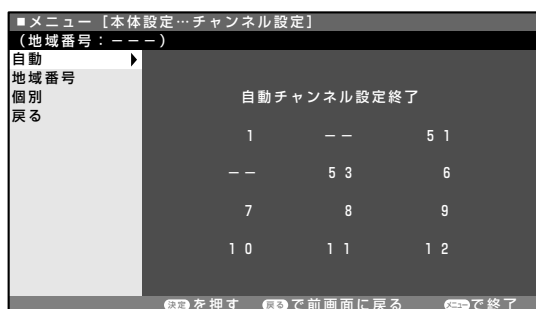 ■メニュー [本体設定…チャンネル設定]
(地域番号：－－－)
自動 ▶
地域番号
個別
戻る
自動チャンネル設定終了
1 －－ 51
－－ 53 6
7 8 9
10 11 12
決定を押す 戻るで前画面に戻る メニューで終了